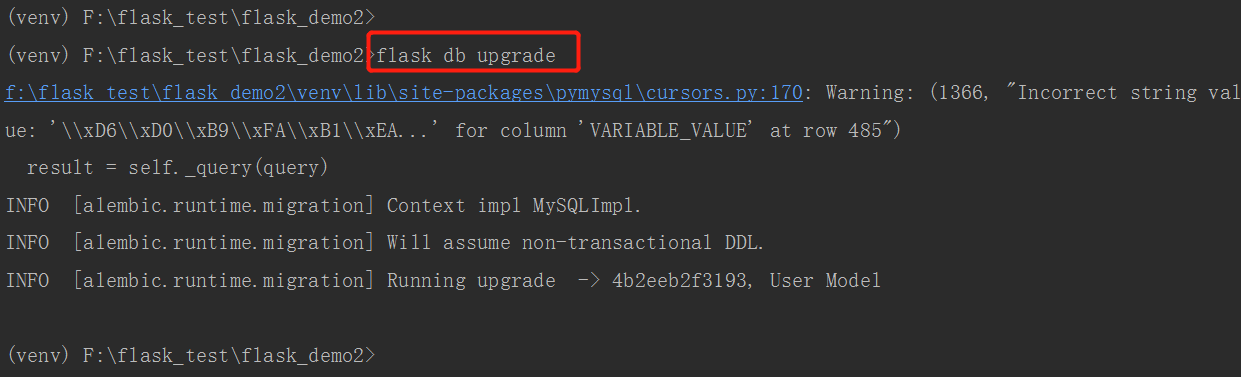 (venv) F:\flask_test\flask_demo2>
(venv) F:\flask_test\flask_demo2>flask db upgrade
f:\flask_test\flask_demo2\venv\lib\site-packages\pymysql\cursors.py:170: Warning: (1366, "Incorrect string val
ue: '\\xD6\\xD0\\xB9\\xFA\\xB1\\xEA...' for column 'VARIABLE_VALUE' at row 485")
  result = self._query(query)
INFO  [alembic.runtime.migration] Context impl MySQLImpl.
INFO  [alembic.runtime.migration] Will assume non-transactional DDL.
INFO  [alembic.runtime.migration] Running upgrade  -> 4b2eeb2f3193, User Model
(venv) F:\flask_test\flask_demo2>